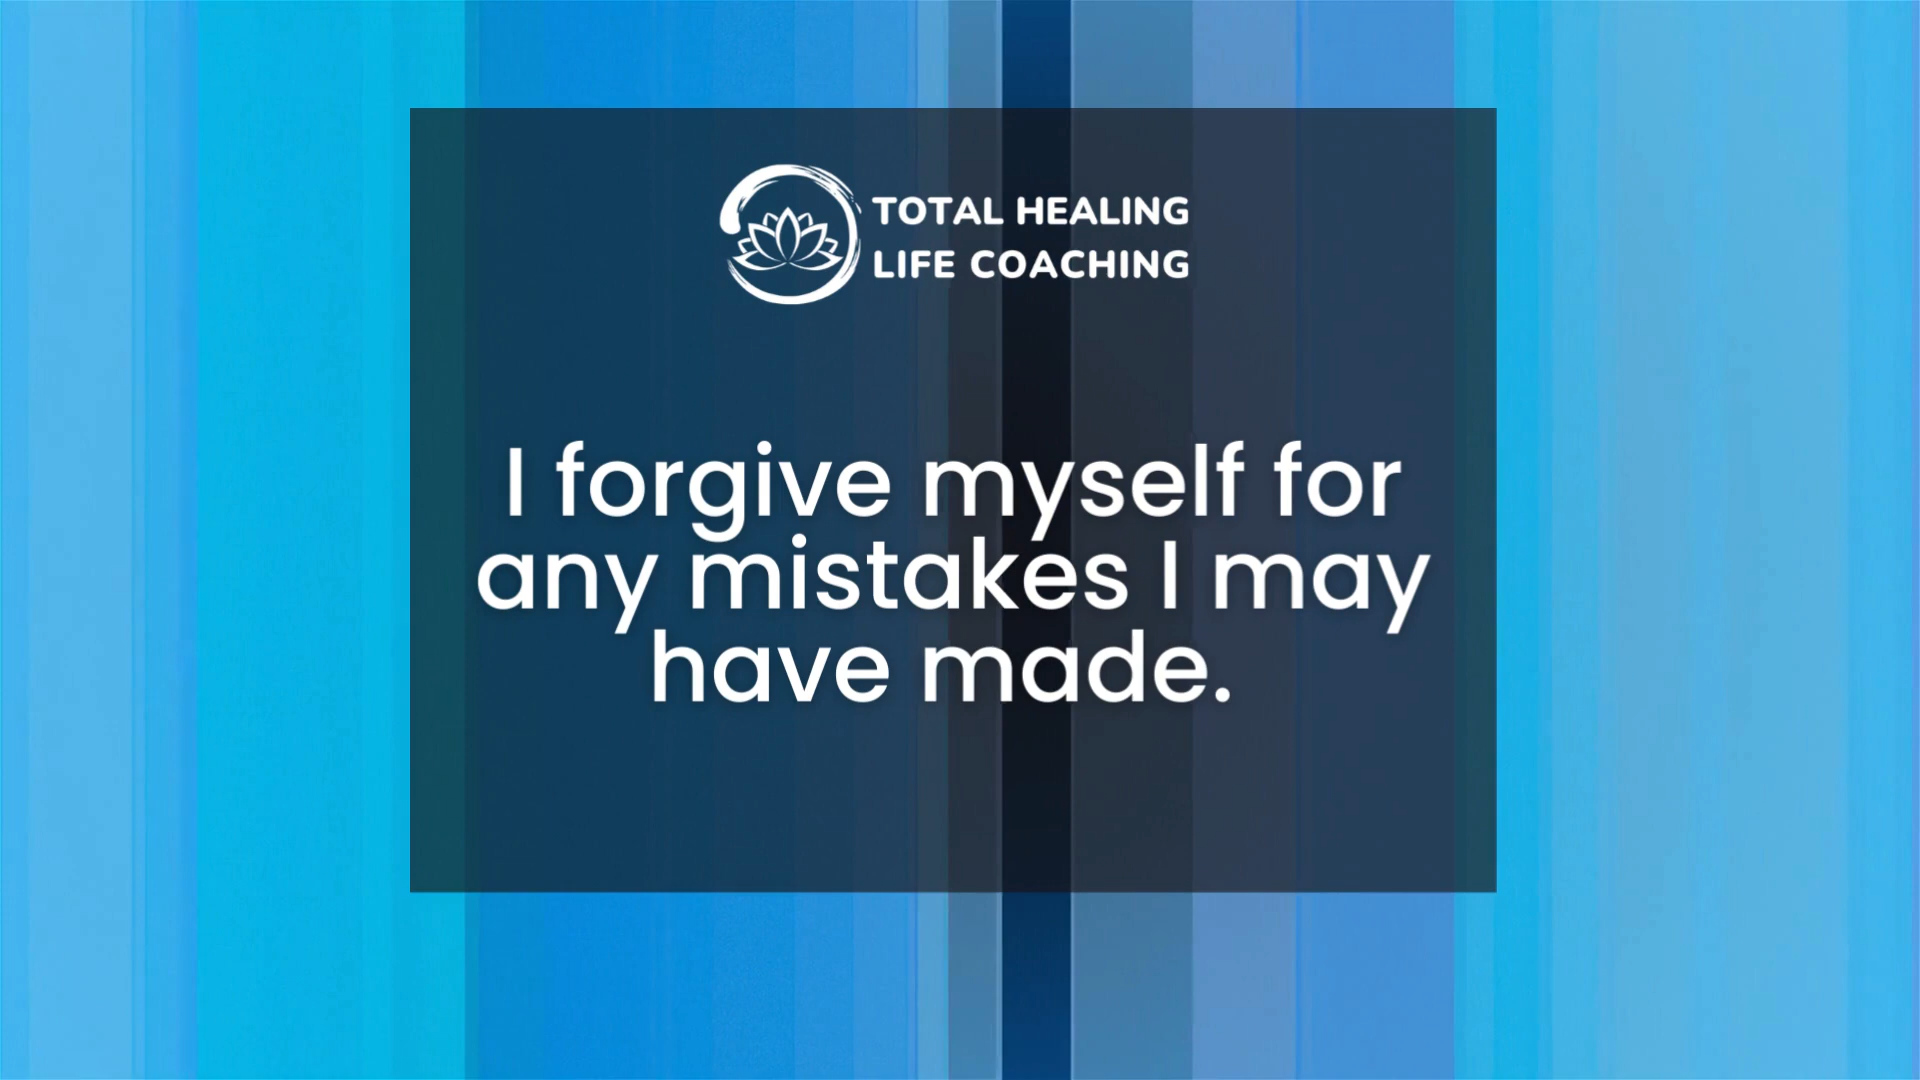 TOTAL HEALING
LIFE COACHING
I forgive myself for
any mistakes I may
have made.